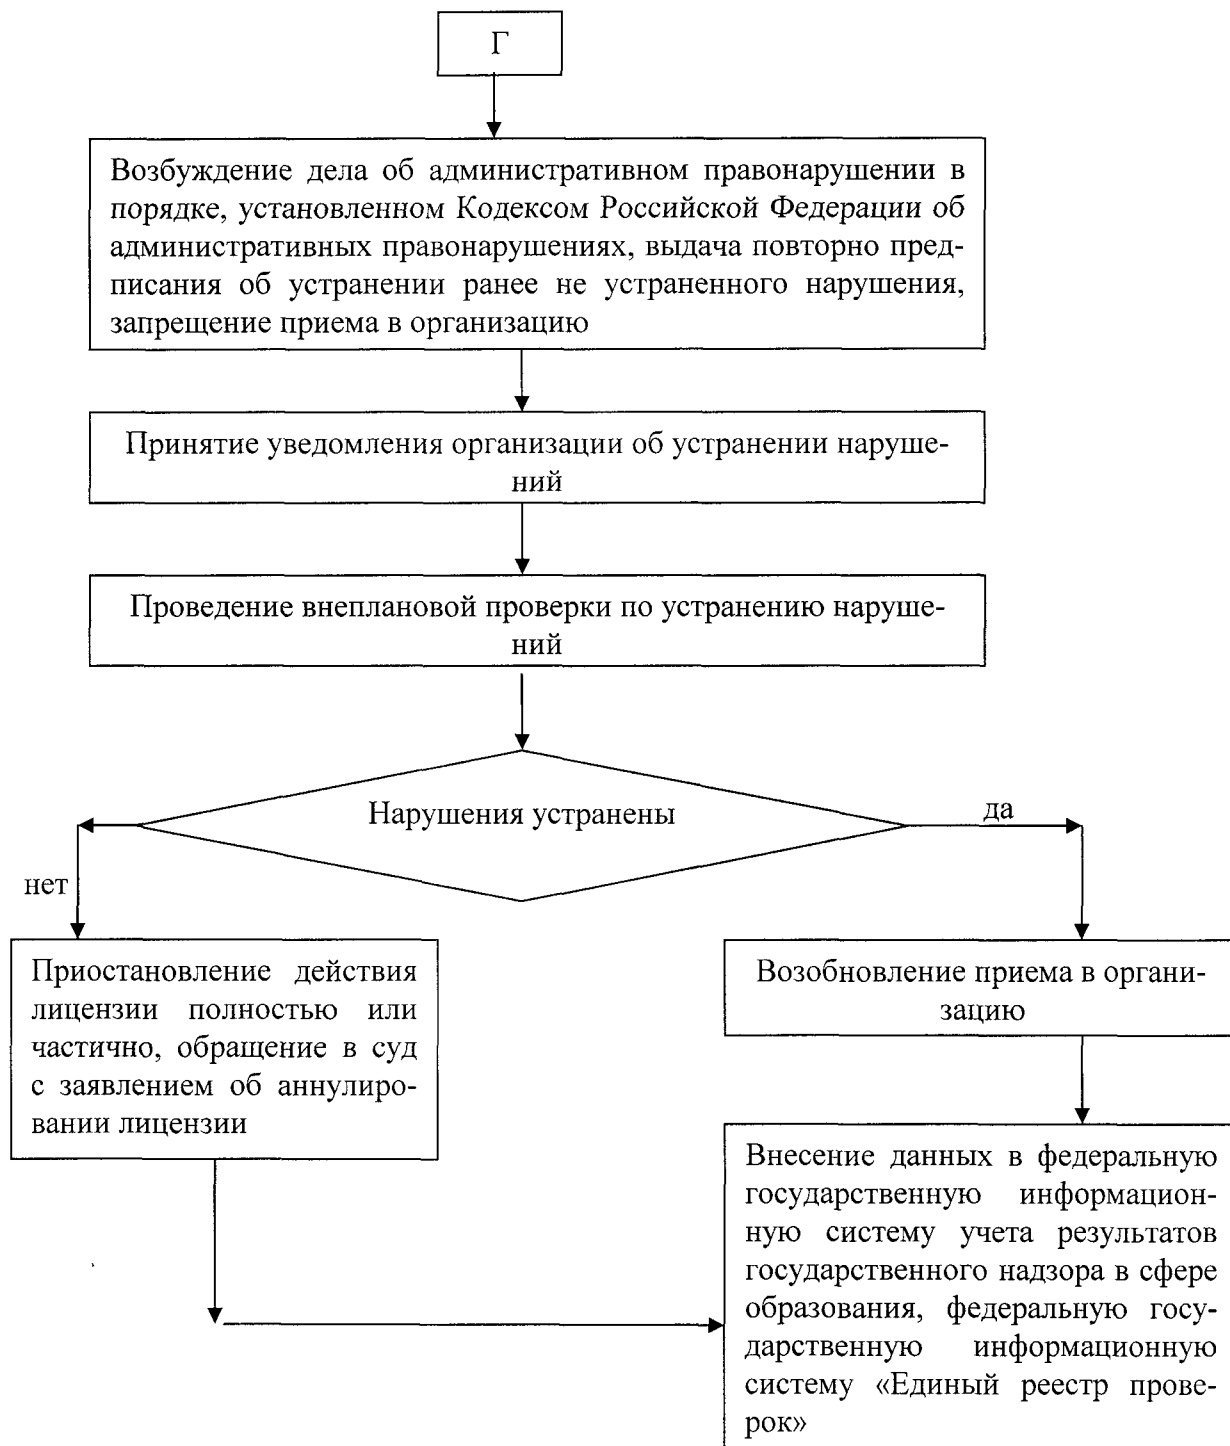 Г
Возбуждение дела об административном правонарушении в
порядке, установленном Кодексом Российской Федерации об
административных правонарушениях, выдача повторно пред-
писания об устранении ранее не устраненного нарушения,
запрещение приема в организацию
Принятие уведомления организации об устранении наруше-
ний
Проведение внеплановой проверки по устранению наруше-
ний
Нарушения устранены
да
нет
Приостановление действия
лицензии полностью или
частично, обращение в суд
с заявлением об аннулиро-
вании лицензии
Возобновление приема в органи-
зацию
Внесение данных в федеральную
государственную информацион-
ную систему учета результатов
государственного надзора в сфере
образования, федеральную госу-
дарственную информационную
систему «Единый реестр прове-
рок»